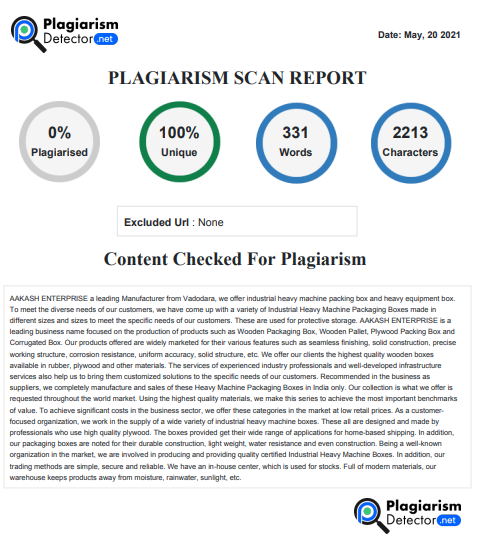 Plagiarism
Detector.net
Date: May, 20 2021
PLAGIARISM SCAN REPORT
0%
Plagiarised
100%
Unique
331
Words
2213
Characters
Excluded Url : None
Content Checked For Plagiarism
AAKASH ENTERPRISE a leading Manufacturer from Vadodara, we offer industrial heavy machine packing box and heavy equipment box.
To meet the diverse needs of our customers, we have come up with a variety of Industrial Heavy Machine Packaging Boxes made in
different sizes and sizes to meet the specific needs of our customers. These are used for protective storage. AAKASH ENTERPRISE is a
leading business name focused on the production of products such as Wooden Packaging Box, Wooden Pallet, Plywood Packing Box and
Corrugated Box. Our products offered are widely marketed for their various features such as seamless finishing, solid construction, precise
working structure, corrosion resistance, uniform accuracy, solid structure, etc. We offer our clients the highest quality wooden boxes
available in rubber, plywood and other materials. The services of experienced industry professionals and well-developed infrastructure
services also help us to bring them customized solutions to the specific needs of our customers. Recommended in the business as
suppliers, we completely manufacture and sales of these Heavy Machine Packaging Boxes in India only. Our collection is what we offer is
requested throughout the world market. Using the highest quality materials, we make this series to achieve the most important benchmarks
of value. To achieve significant costs in the business sector, we offer these categories in the market at low retail prices. As a customer-
focused organization, we work in the supply of a wide variety of industrial heavy machine boxes. These all are designed and made by
professionals who use high quality plywood. The boxes provided get their wide range of applications for home-based shipping. In addition,
our packaging boxes are noted for their durable construction, light weight, water resistance and even construction. Being a well-known
organization in the market, we are involved in producing and providing quality certified Industrial Heavy Machine Boxes. In addition, our
trading methods are simple, secure and reliable. We have an in-house center, which is used for stocks. Full of modern materials, our
warehouse keeps products away from moisture, rainwater, sunlight, etc.
Plagiarism
Detector.net